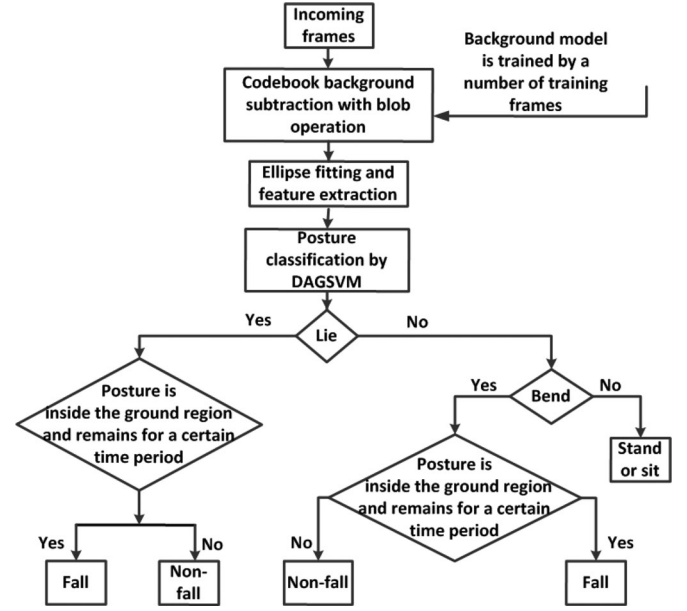 Incoming
frames
Background model
is trained by a
number of training
frames
Codebook background
subtraction with blob
operation
Ellipse fitting and
feature extraction
Posture
classification by
DAGSVM
Yes
No
Lie
Yes
No
Bend
Posture is
inside the ground region
and remains for a certain
time period
Stand
or sit
Posture is
inside the ground region
and remains for a certain
time period
Yes
No
No
Yes
Fall
Non-
fall
Non-fall
Fall